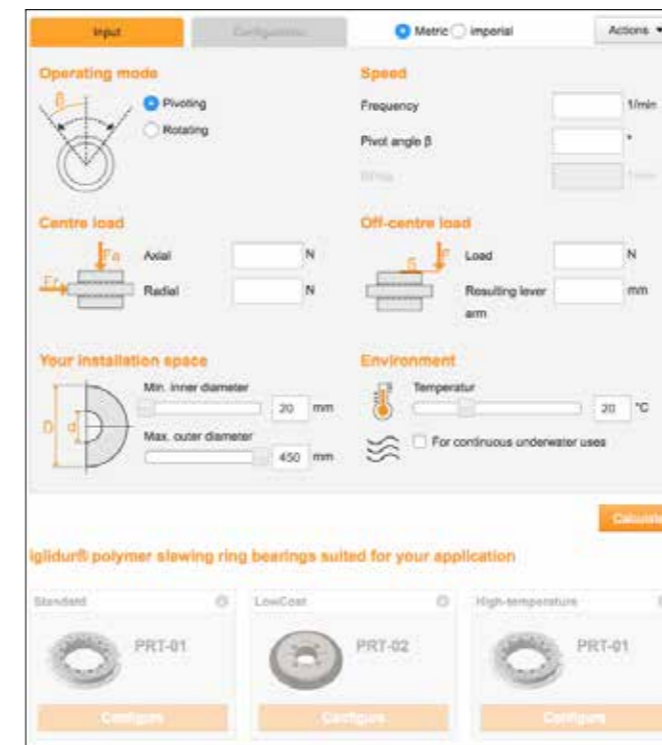 Input
Configuration
Metric
imperial
Actions
Operating mode
β
Pivoting
Rotating
Speed
Frequency
1/min
Pivot angle β
°
Centre load
Fa
Fr
Axial
N
Radial
N
Off-centre load
S
F
Load
N
Resulting lever
arm
mm
Your installation space
D
d
Min. inner diameter
20 mm
Max. outer diameter
450 mm
Environment
Temperatur
20 °C
For continuous underwater uses
Calculate
iglidur® polymer slewing ring bearings suited for your application
Standard
PRT-01
Configure
LowCost
PRT-02
Configure
High-temperature
PRT-01
Configure